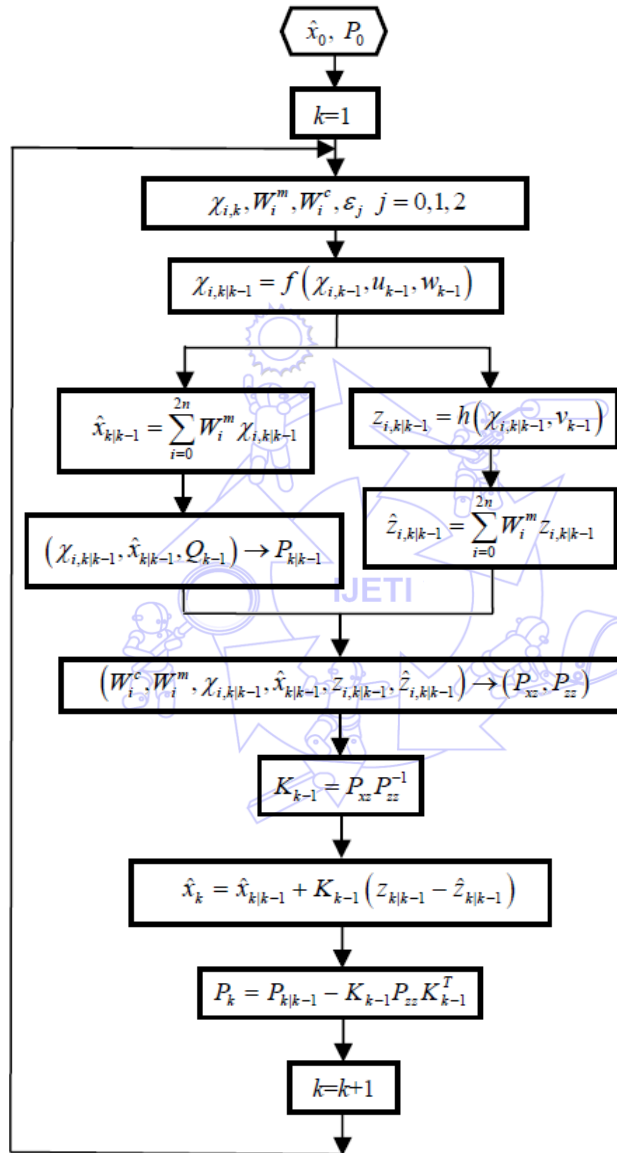 x̂₀, P₀
k=1
χ_{i,k}, W_i^m, W_i^c, ε_j  j = 0,1,2
χ_{i,k|k−1} = f(χ_{i,k−1}, u_{k−1}, w_{k−1})
x̂_{k|k−1} = ∑_{i=0}^{2n} W_i^m χ_{i,k|k−1}
z_{i,k|k−1} = h(χ_{i,k|k−1}, v_{k−1})
(χ_{i,k|k−1}, x̂_{k|k−1}, Q_{k−1}) → P_{k|k−1}
ẑ_{i,k|k−1} = ∑_{i=0}^{2n} W_i^m z_{i,k|k−1}
IJETI
(W_i^c, W_i^m, χ_{i,k|k−1}, x̂_{k|k−1}, z_{i,k|k−1}, ẑ_{i,k|k−1}) → (P_{xz}, P_{zz})
K_{k−1} = P_{xz} P_{zz}^{−1}
x̂_k = x̂_{k|k−1} + K_{k−1}(z_{k|k−1} − ẑ_{k|k−1})
P_k = P_{k|k−1} − K_{k−1} P_{zz} K_{k−1}^T
k=k+1